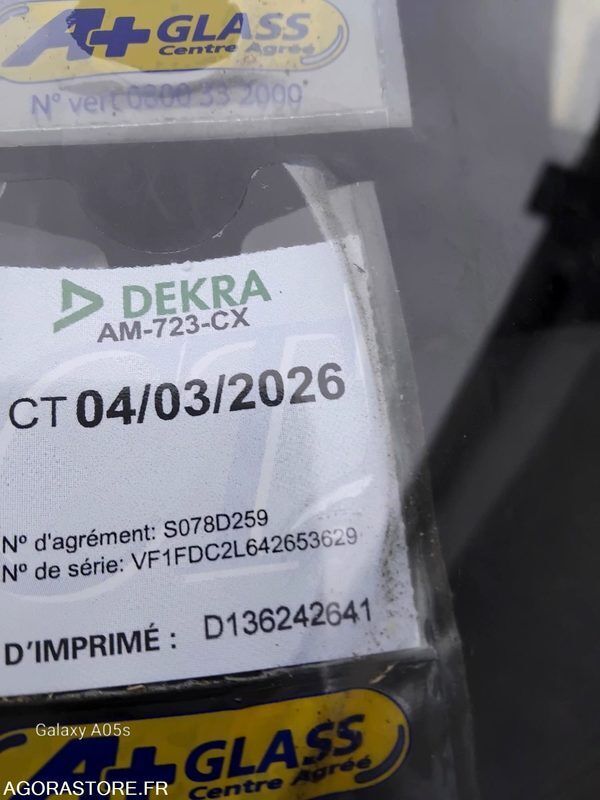 A+GLASS
Centre Agréé
N° vert 0800 33 2000
DEKRA
AM-723-CX
CT 04/03/2026
N° d'agrément: S078D259
N° de série: VF1FDC2L642653629
D'IMPRIMÉ : D136242641
Galaxy A05s
A+GLASS
Centre Agréé
AGORASTORE.FR